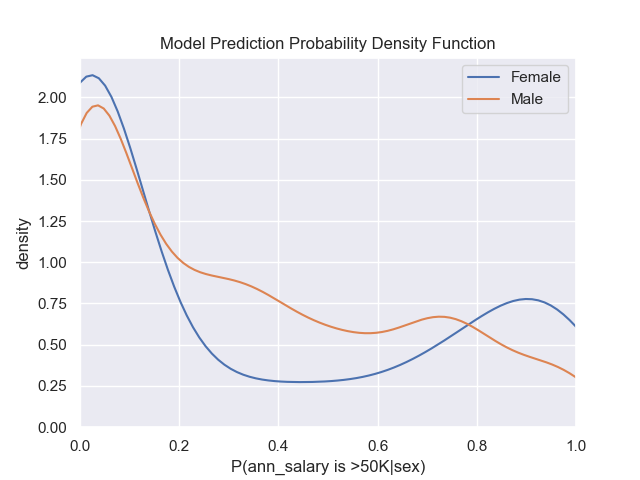 Model Prediction Probability Density Function
Female
Male
2.00
1.75
1.50
1.25
1.00
0.75
0.50
0.25
0.00
density
0.0 0.2 0.4 0.6 0.8 1.0
P(ann_salary is >50K|sex)